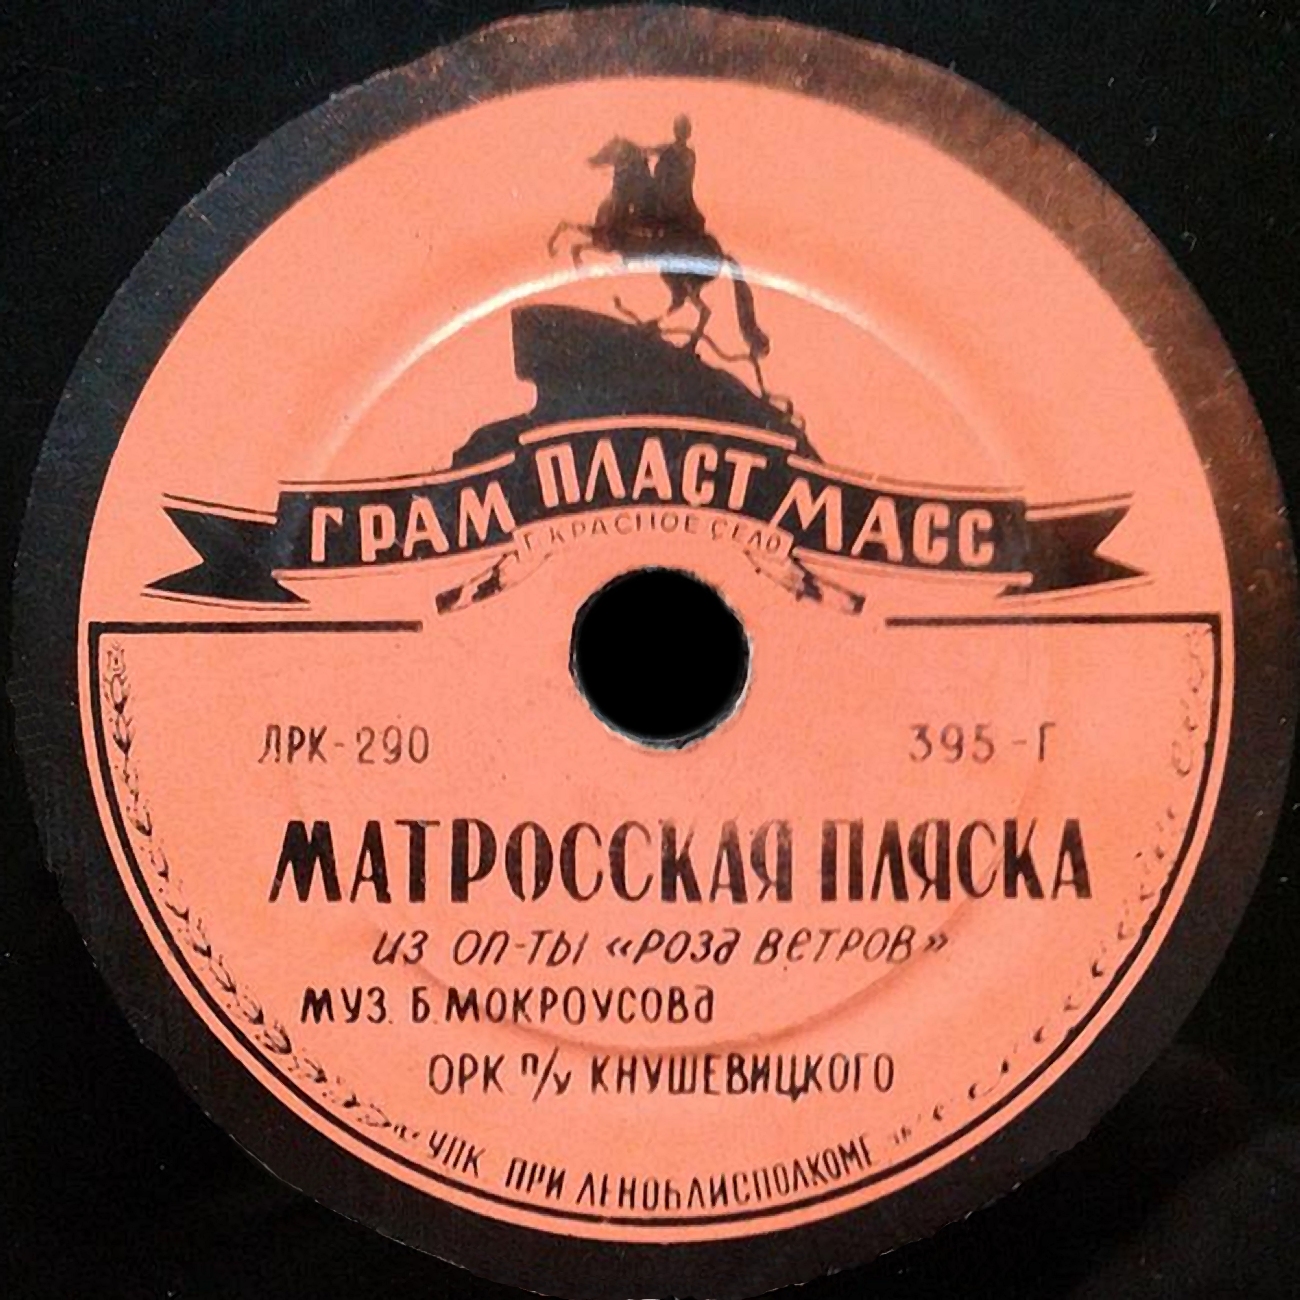 ГРАМ ПЛАСТ МАСС
Г. КРАСНОЕ СЕЛО
ЛРК-290
395-Г
МАТРОССКАЯ ПЛЯСКА
ИЗ ОП-ТЫ «РОЗА ВЕТРОВ»
МУЗ. Б. МОКРОУСОВА
ОРК П/У КНУШЕВИЦКОГО
УПК ПРИ ЛЕНОБЛИСПОЛКОМЕ